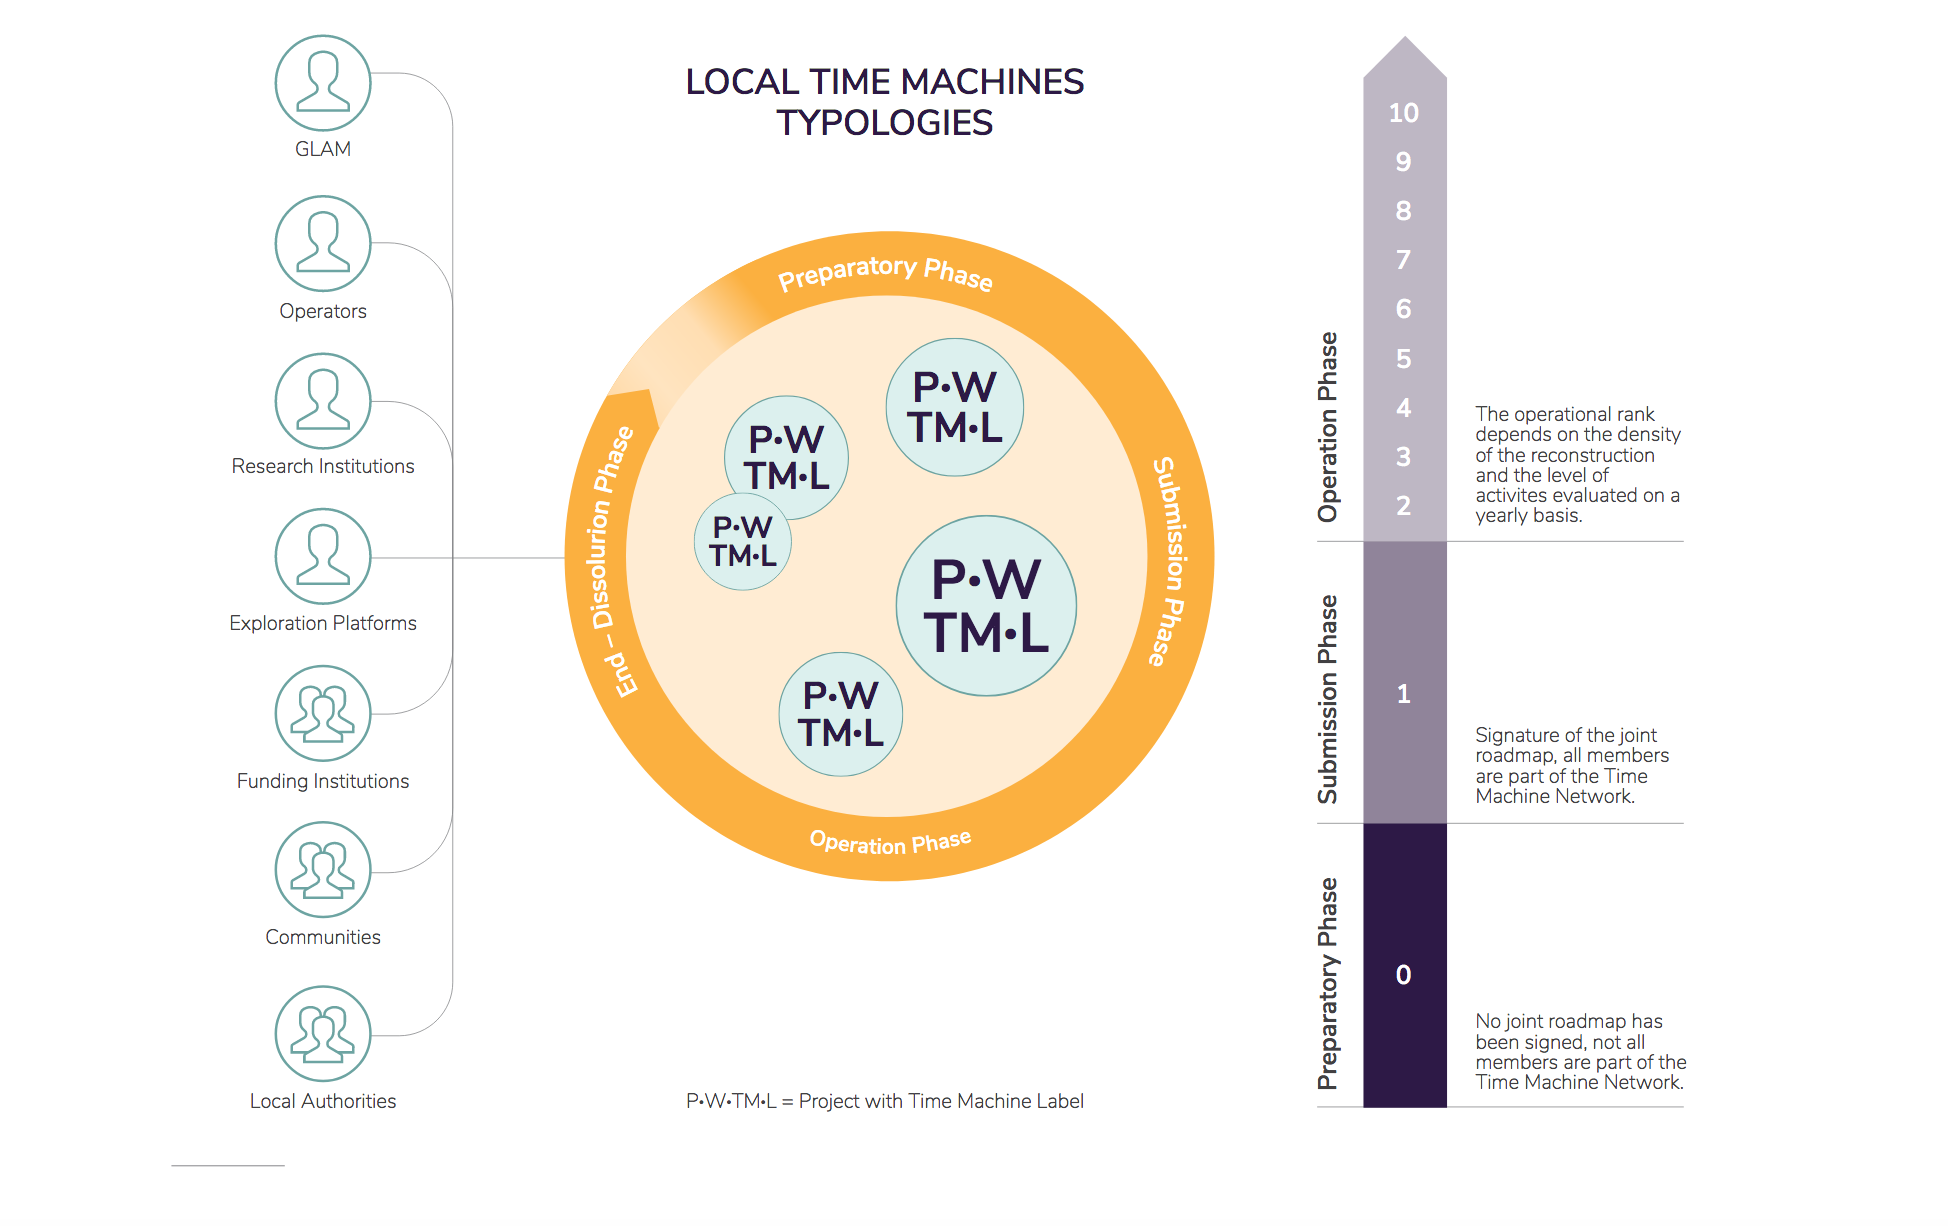 LOCAL TIME MACHINES
TYPOLOGIES
GLAM
Operators
Research Institutions
Exploration Platforms
Funding Institutions
Communities
Local Authorities
Preparatory Phase
Submission Phase
Operation Phase
End – Dissolurion Phase
P•W
TM•L
P•W
TM•L
P•W
TM•L
P•W
TM•L
P•W
TM•L
P•W•TM•L = Project with Time Machine Label
10
9
8
7
6
5
4
3
2
Operation Phase
The operational rank
depends on the density
of the reconstruction
and the level of
activites evaluated on a
yearly basis.
1
Submission Phase
Signature of the joint
roadmap, all members
are part of the Time
Machine Network.
0
Preparatory Phase
No joint roadmap has
been signed, not all
members are part of the
Time Machine Network.